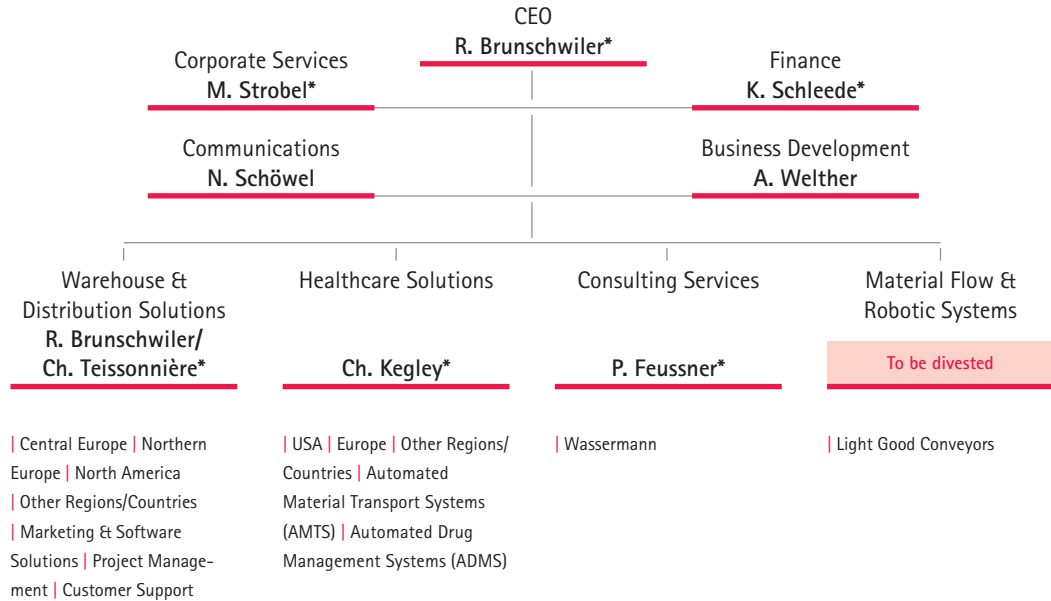 CEO
R. Brunschwiler*
Corporate Services
M. Strobel*
Finance
K. Schleede*
Communications
N. Schöwel
Business Development
A. Welther
Warehouse &
Distribution Solutions
R. Brunschwiler/
Ch. Teissonnière*
Healthcare Solutions
Ch. Kegley*
Consulting Services
P. Feussner*
Material Flow &
Robotic Systems
To be divested
| Central Europe | Northern
Europe | North America
| Other Regions/Countries
| Marketing & Software
Solutions | Project Manage-
ment | Customer Support
| USA | Europe | Other Regions/
Countries | Automated
Material Transport Systems
(AMTS) | Automated Drug
Management Systems (ADMS)
| Wassermann
| Light Good Conveyors